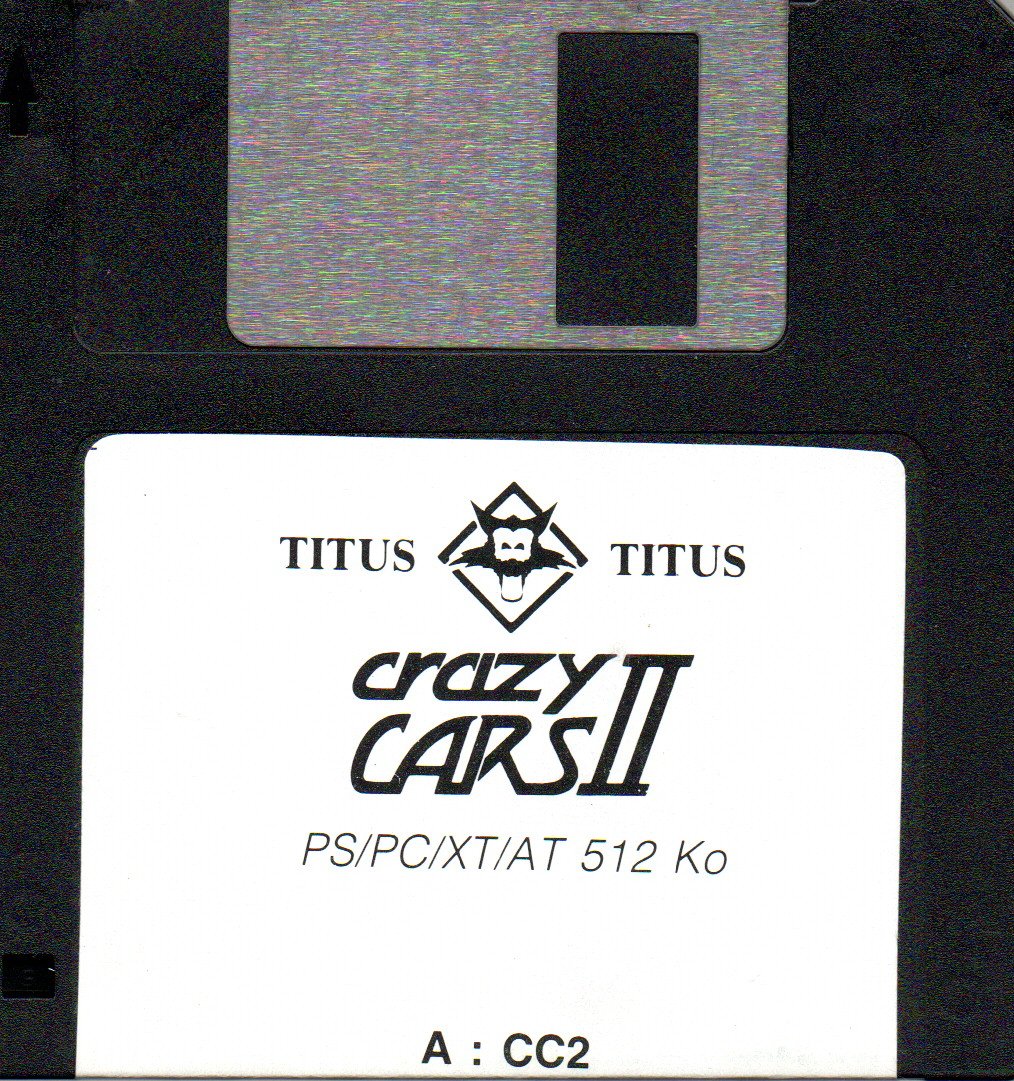 TITUS TITUS
crazy
CARS II
PS/PC/XT/AT 512 Ko
A : CC2